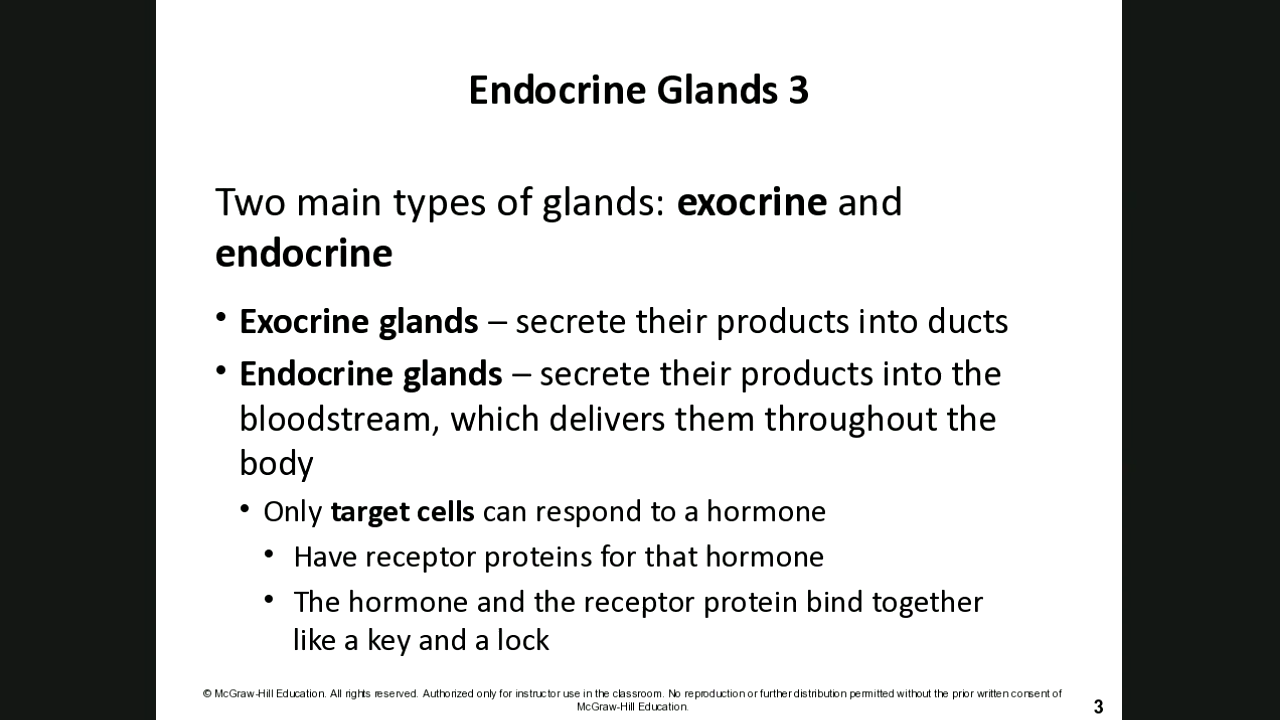 Endocrine Glands 3
Two main types of glands: exocrine and
endocrine
• Exocrine glands – secrete their products into ducts
• Endocrine glands – secrete their products into the
bloodstream, which delivers them throughout the
body
• Only target cells can respond to a hormone
• Have receptor proteins for that hormone
• The hormone and the receptor protein bind together
like a key and a lock
© McGraw-Hill Education. All rights reserved. Authorized only for instructor use in the classroom. No reproduction or further distribution permitted without the prior written consent of
McGraw-Hill Education.
3